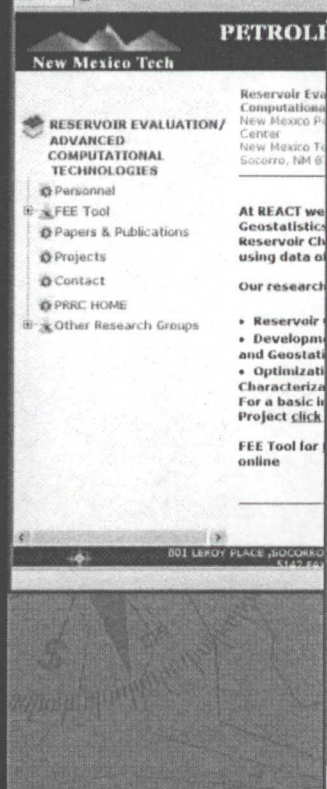 PETROLE
New Mexico Tech
RESERVOIR EVALUATION/
ADVANCED
COMPUTATIONAL
TECHNOLOGIES
Personnel
FEE Tool
Papers & Publications
Projects
Contact
PRRC HOME
Other Research Groups
Reservoir Eva
Computationa
New Mexico Pe
Center
New Mexico Te
Socorro, NM 8
At REACT we
Geostatistics
Reservoir Ch
using data o
Our research
• Reservoir
• Developm
and Geostati
• Optimizati
Characteriza
For a basic i
Project click
FEE Tool for
online
801 LEROY PLACE ,SOCORRO